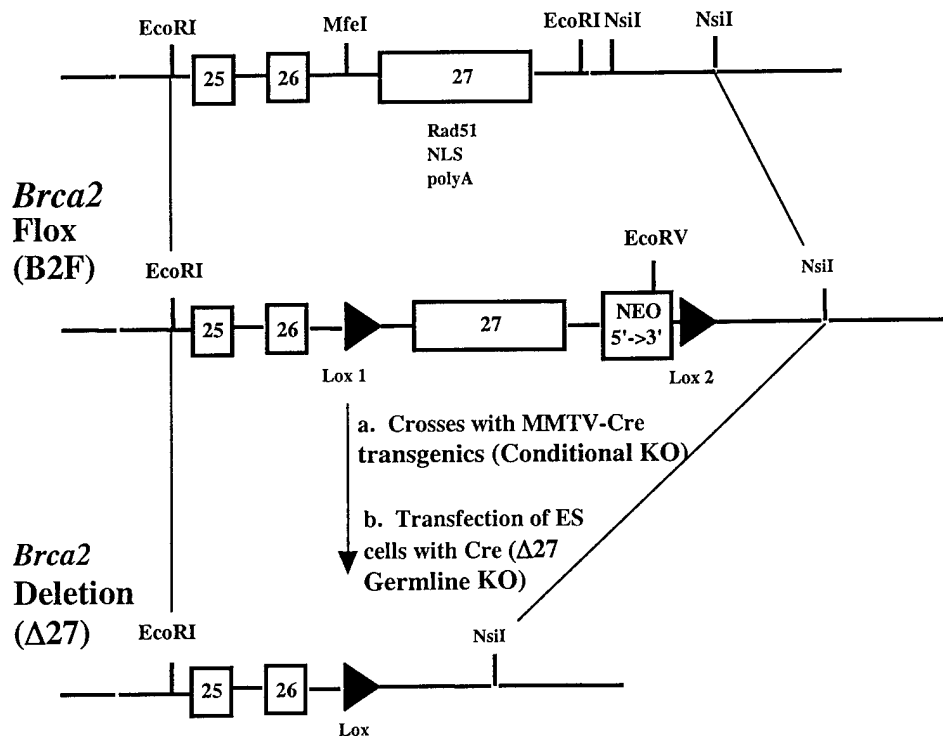 EcoRI MfeI EcoRI NsiI NsiI
25 26 27
Rad51
NLS
polyA
Brca2
Flox
(B2F)
EcoRV
EcoRI NsiI
25 26 27 NEO
5'->3'
Lox 1 Lox 2
a. Crosses with MMTV-Cre
transgenics (Conditional KO)
b. Transfection of ES
cells with Cre (Δ27
Germline KO)
Brca2
Deletion
(Δ27)
EcoRI NsiI
25 26
Lox